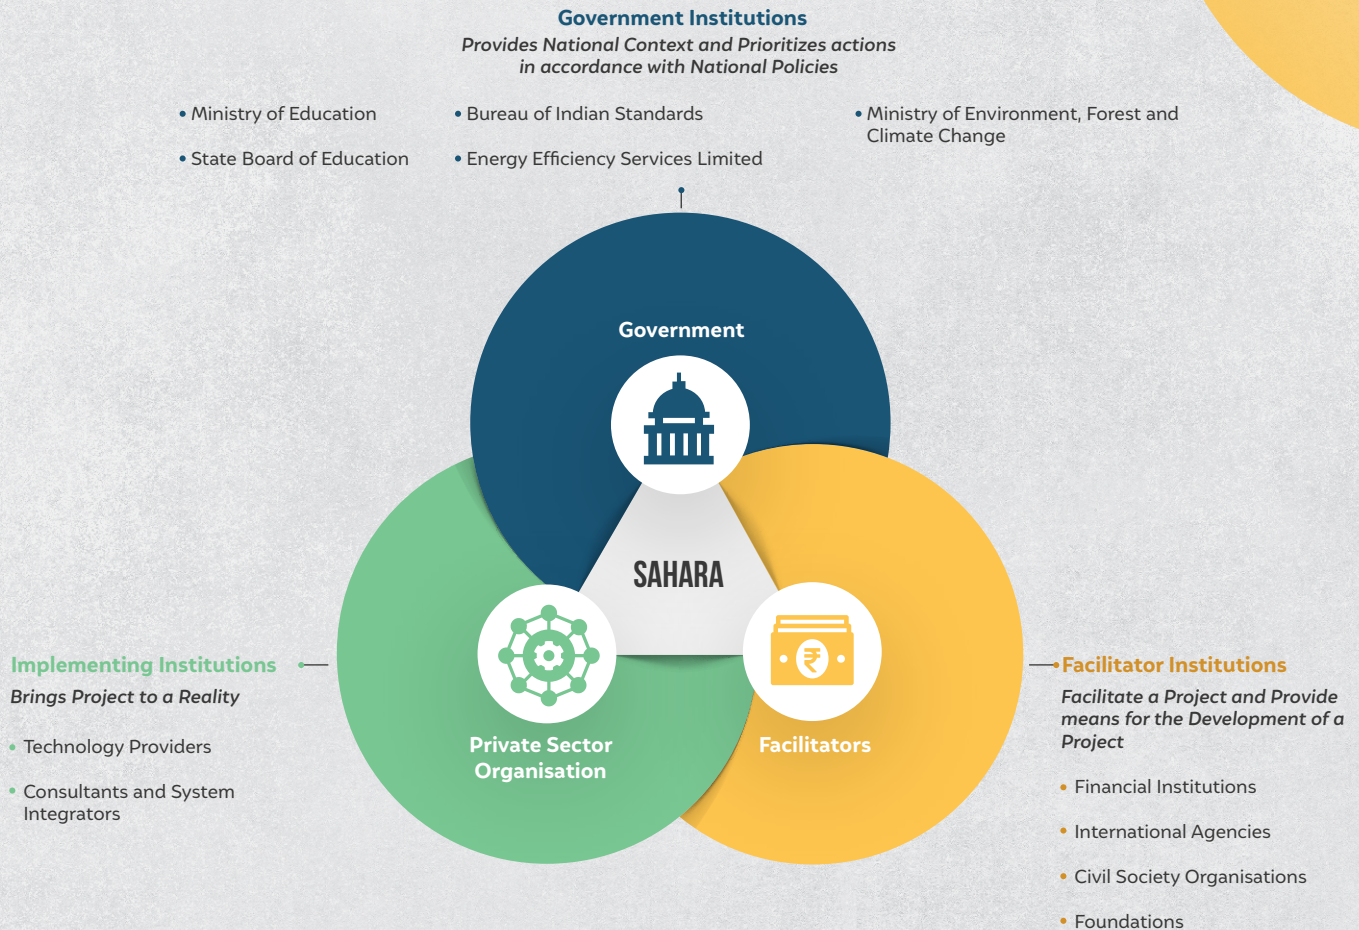 Government Institutions
Provides National Context and Prioritizes actions
in accordance with National Policies
• Ministry of Education
• State Board of Education
• Bureau of Indian Standards
• Energy Efficiency Services Limited
• Ministry of Environment, Forest and
Climate Change
Government
SAHARA
Private Sector
Organisation
Facilitators
Implementing Institutions
Brings Project to a Reality
• Technology Providers
• Consultants and System
Integrators
Facilitator Institutions
Facilitate a Project and Provide
means for the Development of a
Project
• Financial Institutions
• International Agencies
• Civil Society Organisations
• Foundations
₹